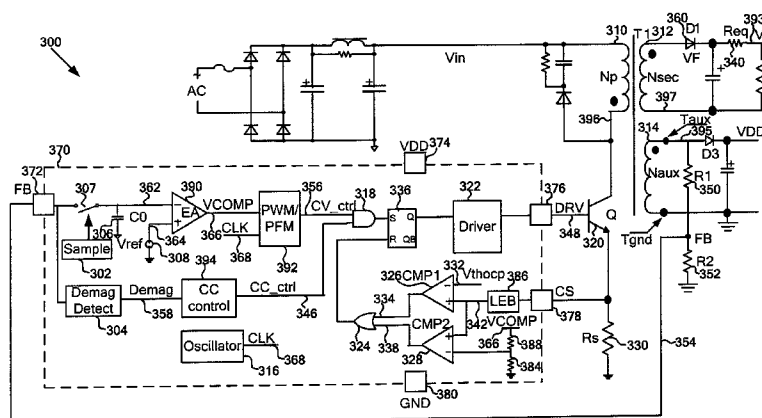 300
AC
Vin
310
Np
396
T1
312
Nsec
360
D1
VF
Req
340
393
V
397
314
Taux
395
VDD
D3
Naux
R1
350
Tgnd
FB
R2
352
370
372
FB
307
362
C0
306
Vref
364
308
Sample
302
390
EA
VCOMP
366
CLK
368
PWM/
PFM
392
356
CV_ctrl
318
336
S
Q
R
QB
322
Driver
VDD
374
376
DRV
348
Q
320
Demag
Detect
304
Demag
358
394
CC
control
CC_ctrl
346
324
334
338
326
CMP1
332
Vthocp
CMP2
328
342
386
LEB
CS
378
VCOMP
366
388
384
Rs
330
354
Oscillator
316
CLK
368
GND
380